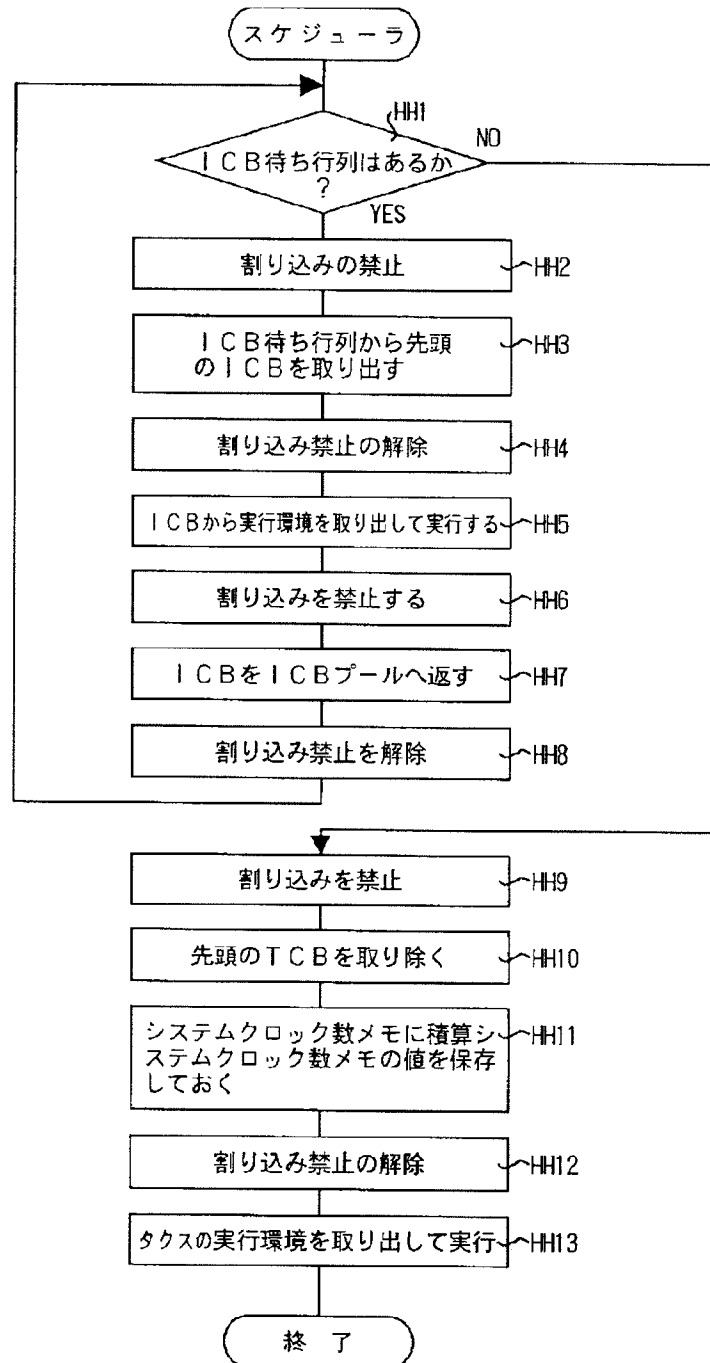 スケジューラ
HH1
NO
ICB待ち行列はあるか
?
YES
割り込みの禁止
HH2
ICB待ち行列から先頭
のICBを取り出す
HH3
割り込み禁止の解除
HH4
ICBから実行環境を取り出して実行する
HH5
割り込みを禁止する
HH6
ICBをICBプールへ返す
HH7
割り込み禁止を解除
HH8
割り込みを禁止
HH9
先頭のTCBを取り除く
HH10
システムクロック数メモに積算シ
ステムクロック数メモの値を保存
しておく
HH11
割り込み禁止の解除
HH12
タクスの実行環境を取り出して実行
HH13
終了